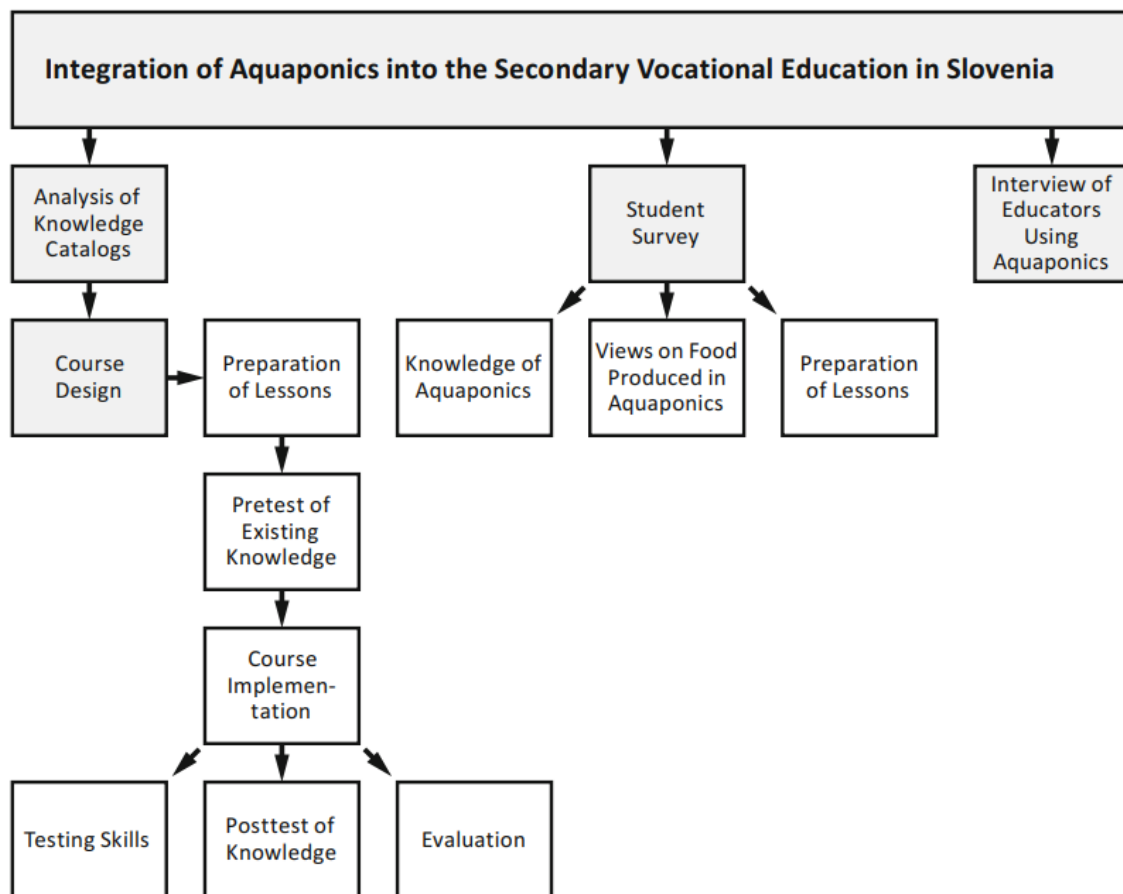 Integration of Aquaponics into the Secondary Vocational Education in Slovenia
Analysis of
Knowledge
Catalogs
Student
Survey
Interview of
Educators
Using
Aquaponics
Course
Design
Preparation
of Lessons
Knowledge of
Aquaponics
Views on Food
Produced in
Aquaponics
Preparation
of Lessons
Pretest of
Existing
Knowledge
Course
Implemen-
tation
Testing Skills
Posttest of
Knowledge
Evaluation